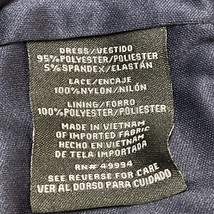 DRESS/VESTIDO
95% POLYESTER/POLIESTER
5% SPANDEX/ELASTÁN
LACE/ENCAJE
100% NYLON/NILÓN
LINING/FORRO
100% POLYESTER/POLIESTER
MADE IN VIETNAM
OF IMPORTED FABRIC
HECHO EN VIETNAM
DE TELA IMPORTADA
RN# 49994
SEE REVERSE FOR CARE
VER AL DORSO PARA CUIDADO